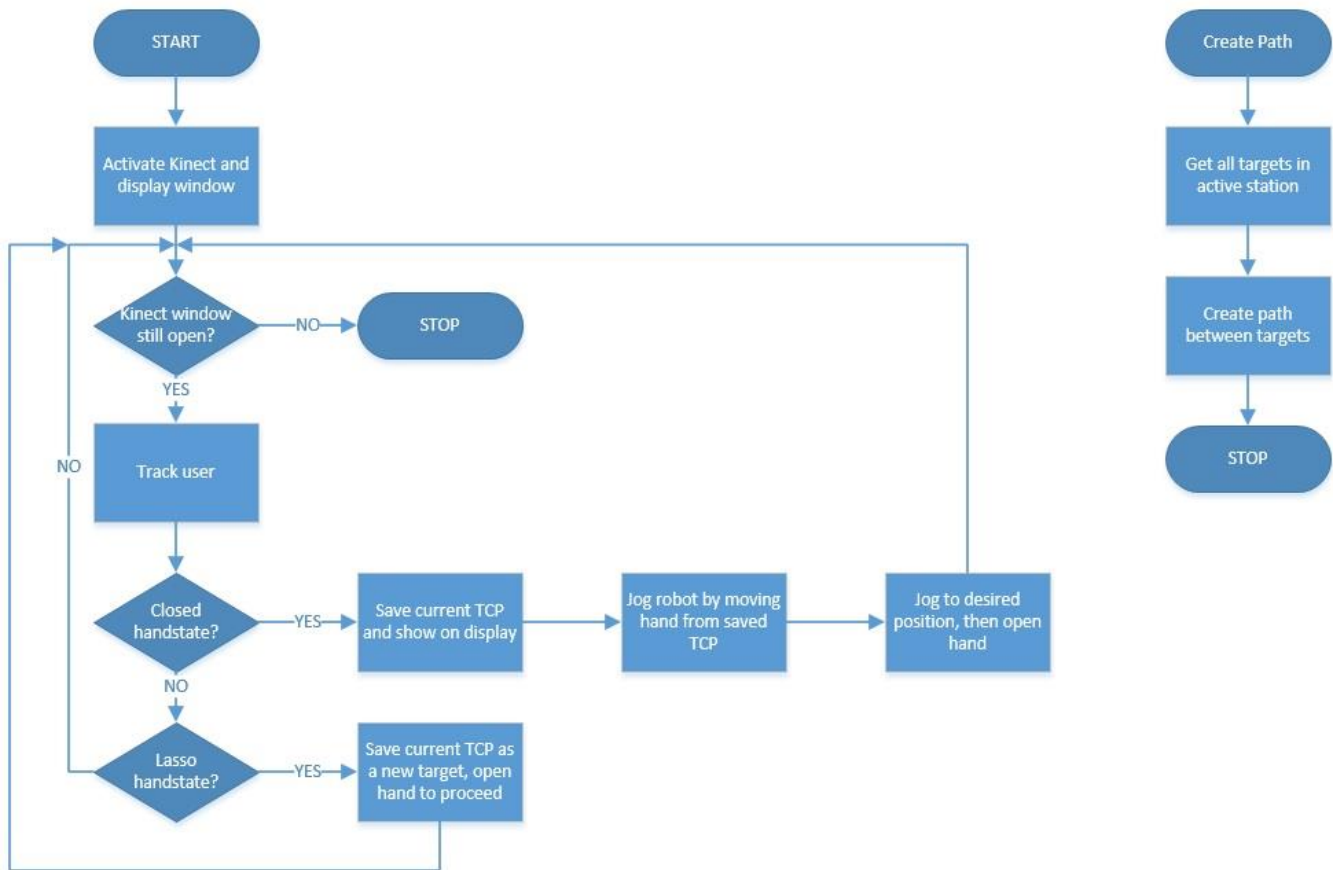 START
Activate Kinect and
display window
Kinect window
still open?
NO
STOP
YES
Track user
NO
Closed
handstate?
YES
Save current TCP
and show on display
Jog robot by moving
hand from saved
TCP
Jog to desired
position, then open
hand
NO
Lasso
handstate?
YES
Save current TCP as
a new target, open
hand to proceed
Create Path
Get all targets in
active station
Create path
between targets
STOP